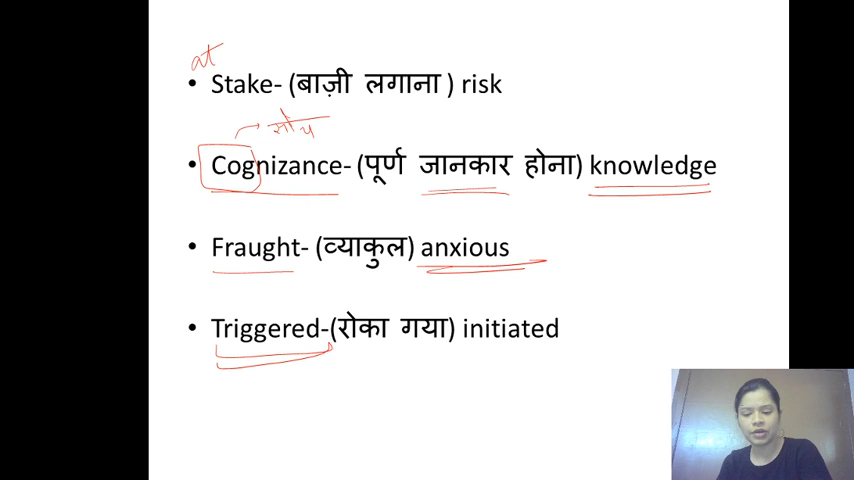 at
• Stake- (बाज़ी लगाना ) risk
सोच
• Cognizance- (पूर्ण जानकार होना) knowledge
• Fraught- (व्याकुल) anxious
• Triggered-(रोका गया) initiated